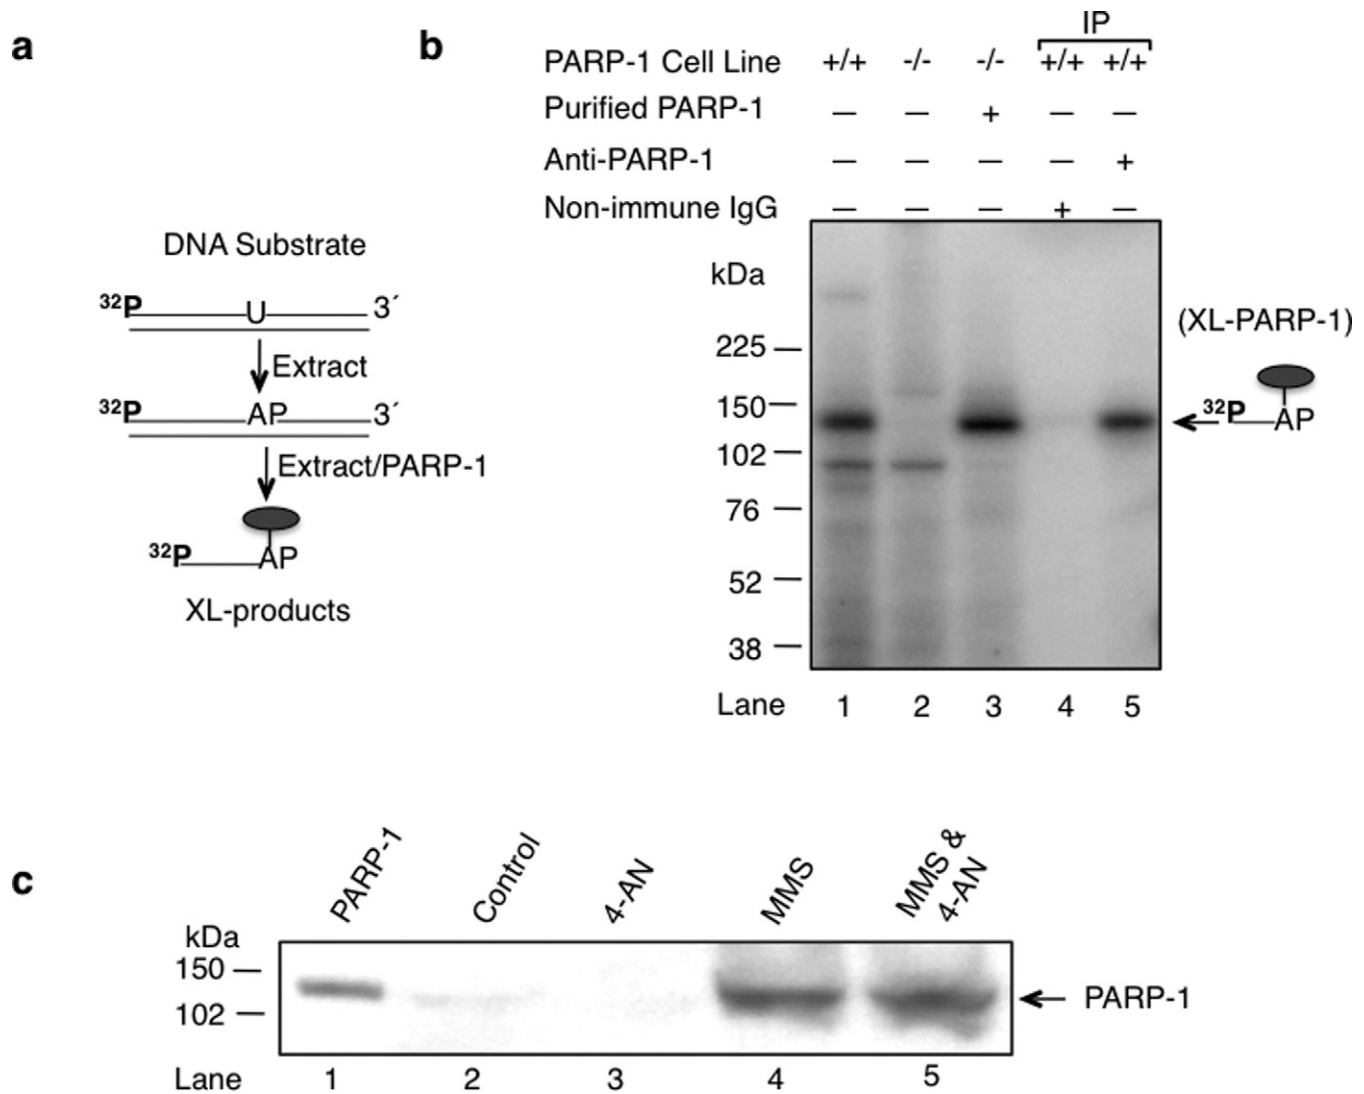 a
DNA Substrate
³²P U 3´
Extract
³²P AP 3´
Extract/PARP-1
³²P AP
XL-products
b
IP
PARP-1 Cell Line +/+ -/- -/- +/+ +/+
Purified PARP-1 — — + — —
Anti-PARP-1 — — — — +
Non-immune IgG — — — + —
kDa
225
150
102
76
52
38
(XL-PARP-1)
³²P AP
Lane 1 2 3 4 5
c
PARP-1 Control 4-AN MMS MMS &
4-AN
kDa
150
102
PARP-1
Lane 1 2 3 4 5